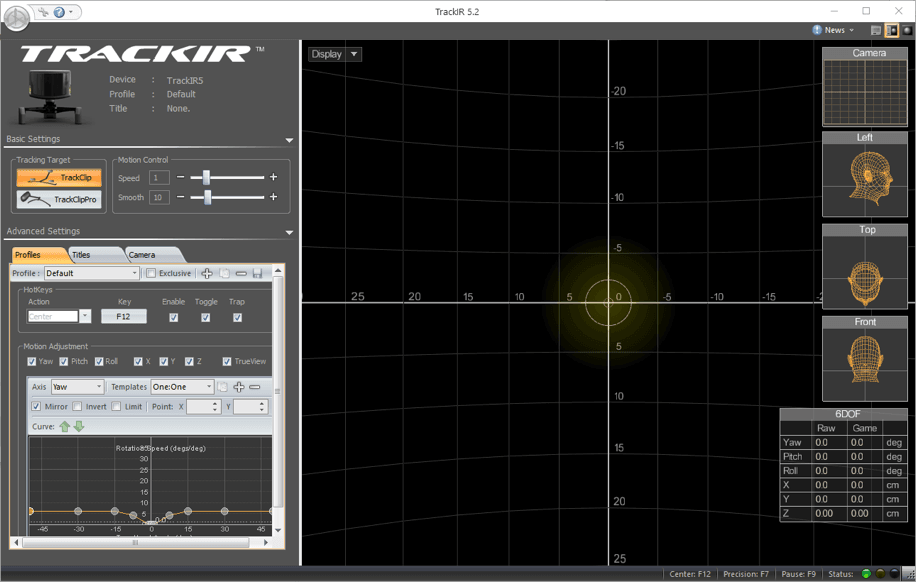 TrackIR 5.2
News
TRACKIR™
Device : TrackIR5
Profile : Default
Title : None.
Basic Settings
Tracking Target
TrackClip
TrackClipPro
Motion Control
Speed 1 − +
Smooth 10 − +
Advanced Settings
Profiles Titles Camera
Profile : Default Exclusive
HotKeys
Action Key Enable Toggle Trap
Center F12
Motion Adjustment
Yaw Pitch Roll X Y Z TrueView
Axis Yaw Templates One:One
Mirror Invert Limit Point: X Y
Curve:
Rotation Speed (degs/deg)
35
30
25
20
15
10
5
0.0
-45 -30 -15 0 15 30 45
Display
-20
-15
-10
-5
25 20 15 10 5 0 -5 -10 -15
5
10
15
20
25
Camera
Left
Top
Front
6DOF
Raw Game
Yaw 0.0 0.0 deg
Pitch 0.0 0.0 deg
Roll 0.0 0.0 deg
X 0.0 0.0 cm
Y 0.0 0.0 cm
Z 0.00 0.00 cm
Center: F12 Precision: F7 Pause: F9 Status: